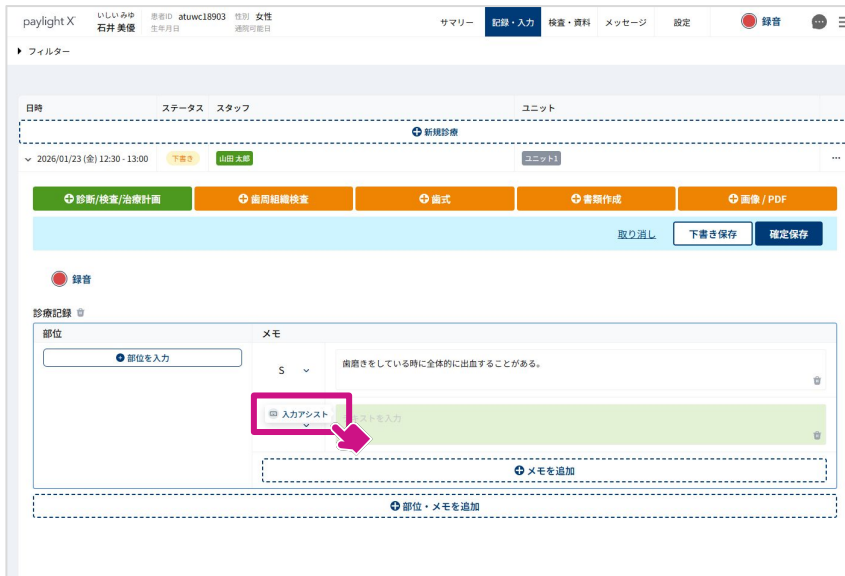 paylight X いしい みゆ 患者ID atuwc18903 性別 女性 サマリー 記録・入力 検査・資料 メッセージ 設定 録音
石井 美優 生年月日 通院可能日
フィルター
日時 ステータス スタッフ ユニット
新規診療
2026/01/23 (金) 12:30 - 13:00 下書き 山田 太郎 ユニット1
診断/検査/治療計画 歯周組織検査 歯式 書類作成 画像 / PDF
取り消し 下書き保存 確定保存
録音
診療記録
部位 メモ
部位を入力
S 歯磨きをしている時に全体的に出血することがある。
入力アシスト キストを入力
メモを追加
部位・メモを追加